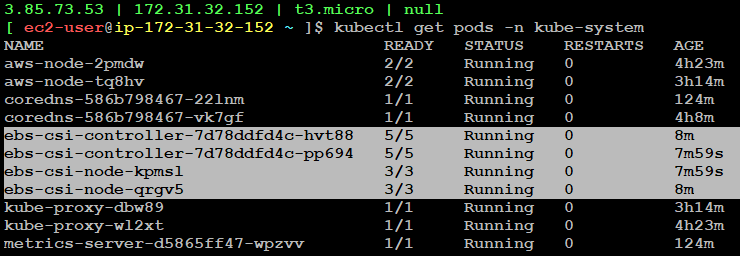 3.85.73.53 | 172.31.32.152 | t3.micro | null
[ ec2-user@ip-172-31-32-152 ~ ]$ kubectl get pods -n kube-system
NAME READY STATUS RESTARTS AGE
aws-node-2pmdw 2/2 Running 0 4h23m
aws-node-tq8hv 2/2 Running 0 3h14m
coredns-586b798467-22lnm 1/1 Running 0 124m
coredns-586b798467-vk7gf 1/1 Running 0 4h8m
ebs-csi-controller-7d78ddfd4c-hvt88 5/5 Running 0 8m
ebs-csi-controller-7d78ddfd4c-pp694 5/5 Running 0 7m59s
ebs-csi-node-kpmsl 3/3 Running 0 7m59s
ebs-csi-node-qrgv5 3/3 Running 0 8m
kube-proxy-dbw89 1/1 Running 0 3h14m
kube-proxy-wl2xt 1/1 Running 0 4h23m
metrics-server-d5865ff47-wpzvv 1/1 Running 0 3h14m